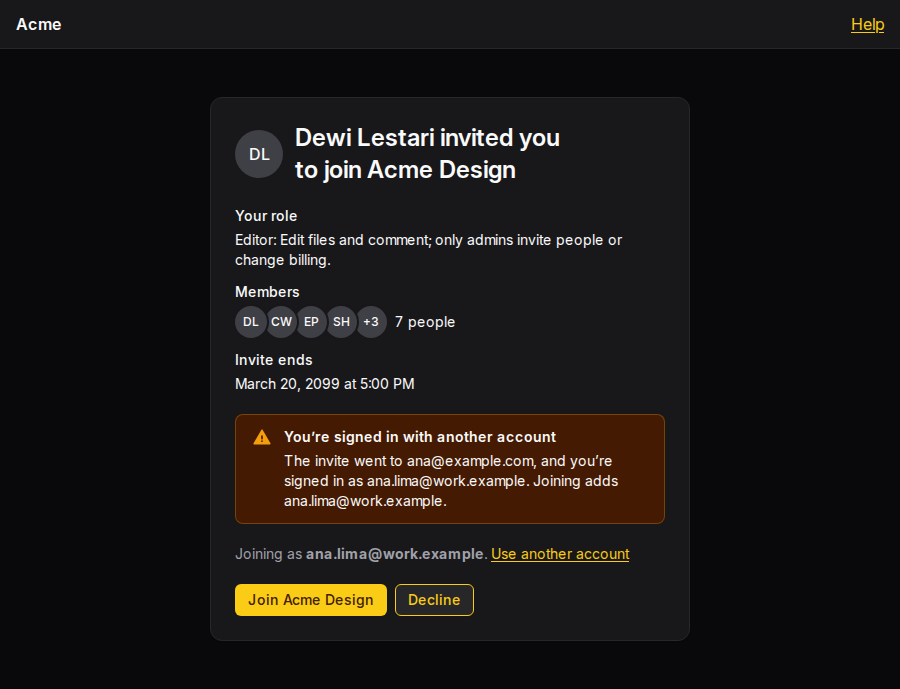 Acme
Help
DL
Dewi Lestari invited you
to join Acme Design
Your role
Editor: Edit files and comment; only admins invite people or
change billing.
Members
DL CW EP SH +3 7 people
Invite ends
March 20, 2099 at 5:00 PM
You’re signed in with another account
The invite went to ana@example.com, and you’re
signed in as ana.lima@work.example. Joining adds
ana.lima@work.example.
Joining as ana.lima@work.example. Use another account
Join Acme Design
Decline